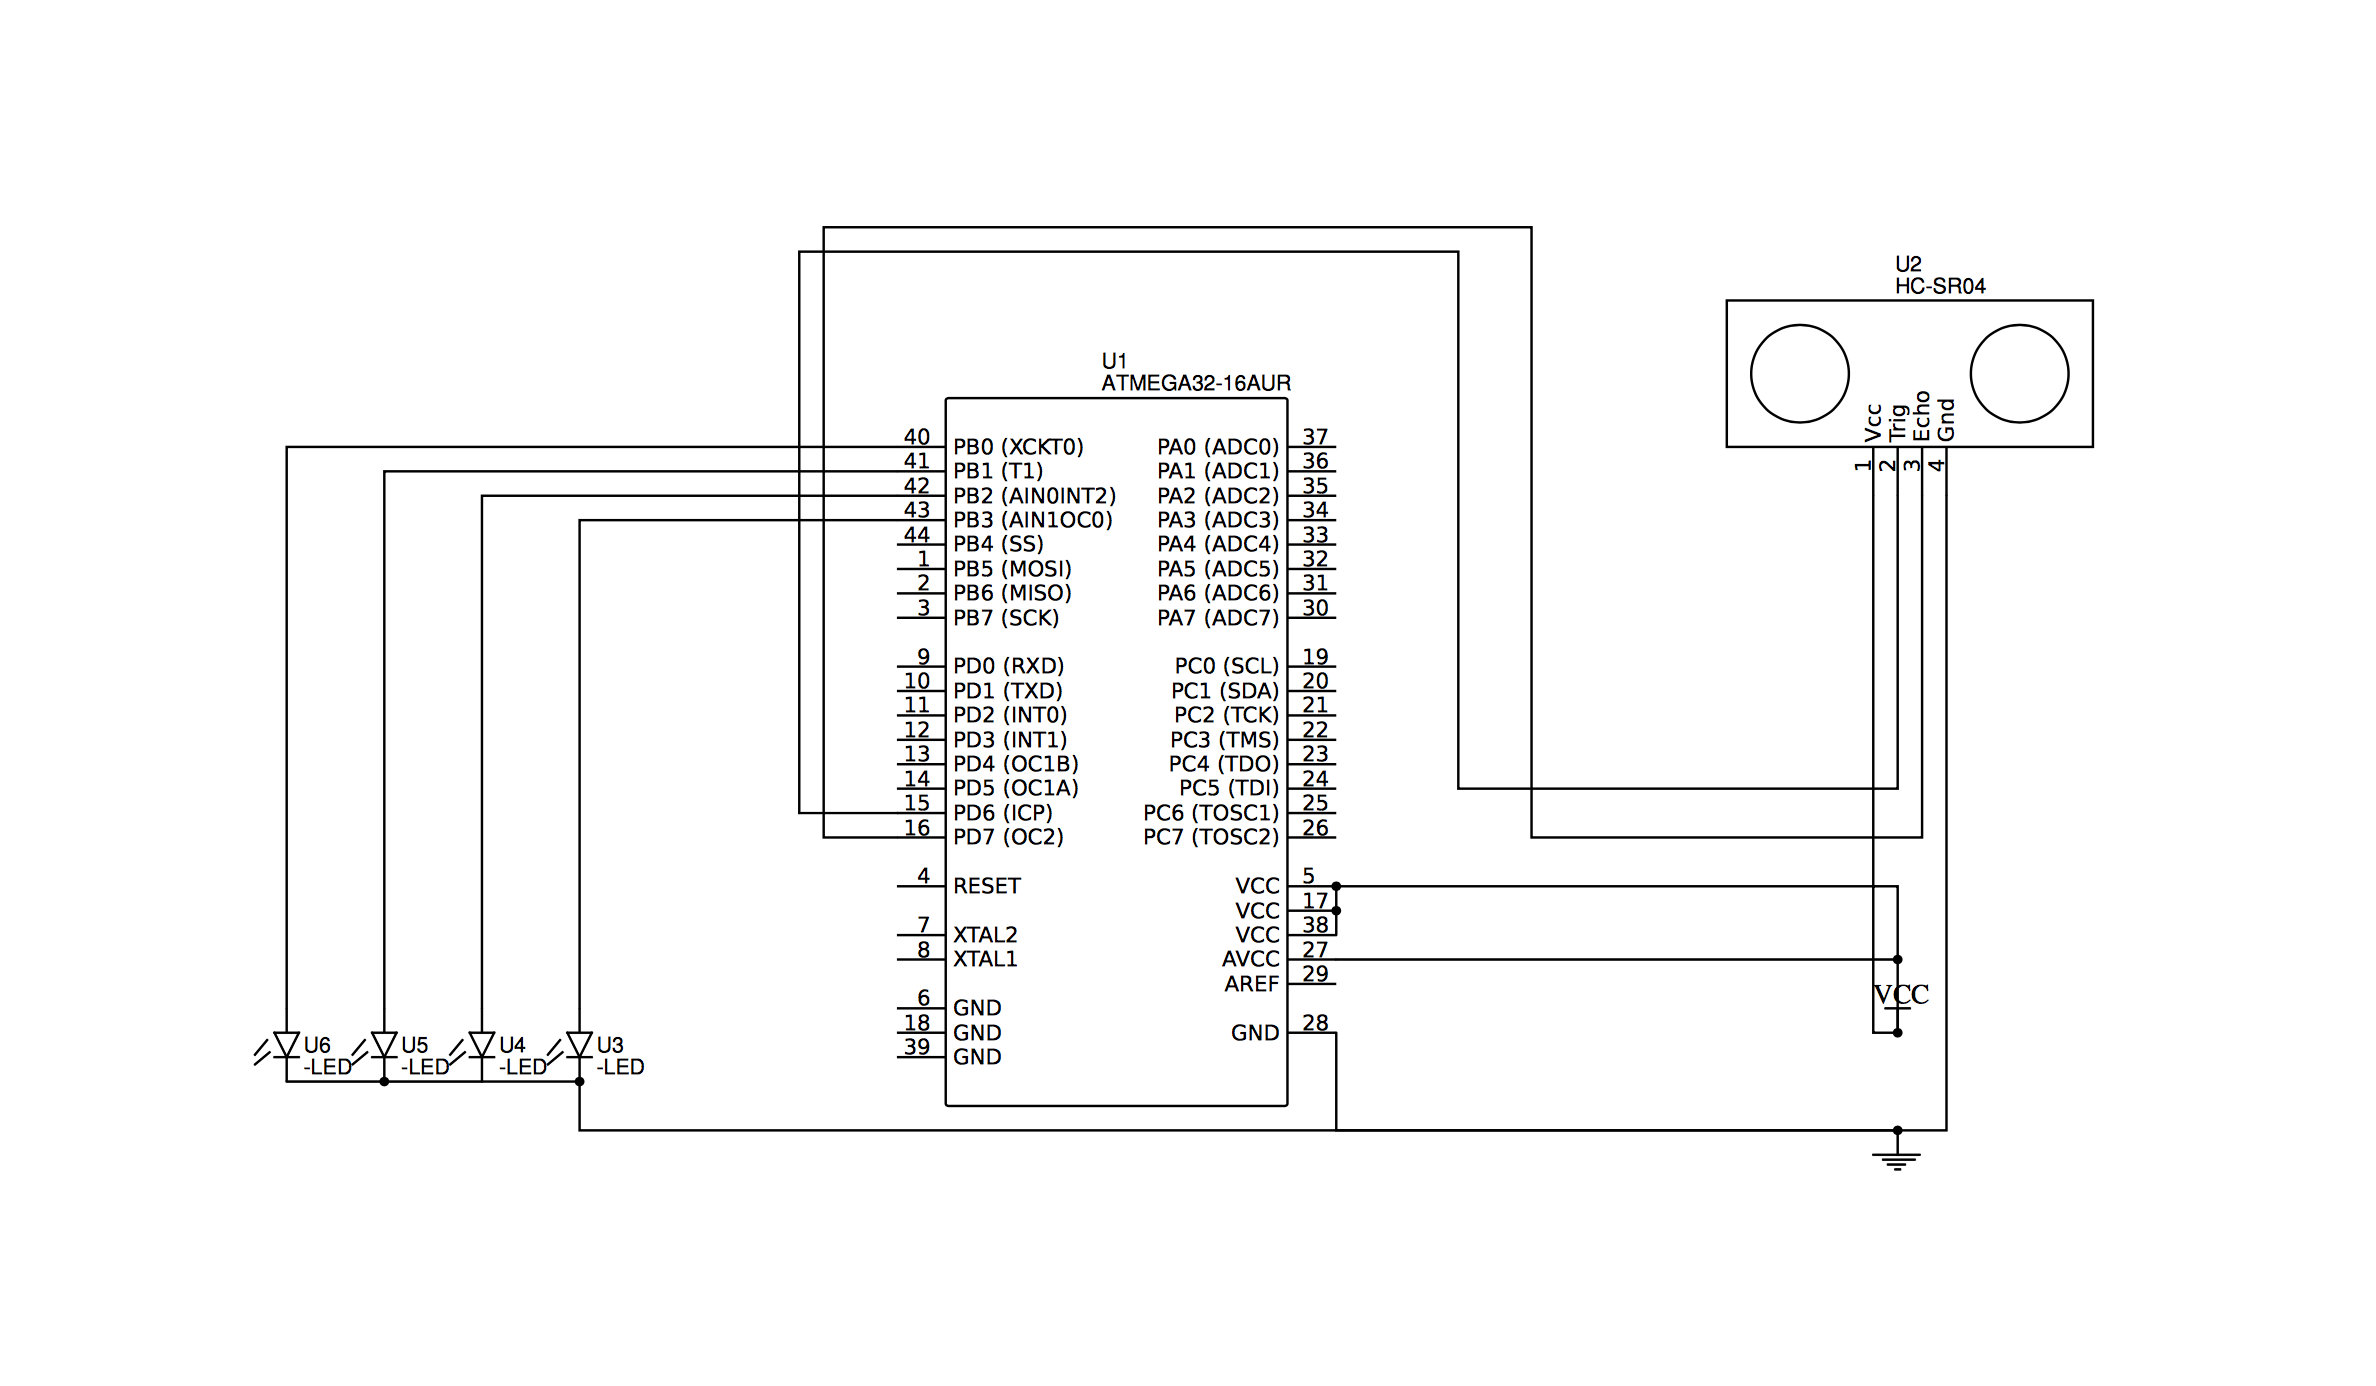 U2
HC-SR04
Vcc
Trig
Echo
Gnd
1
2
3
4
U1
ATMEGA32-16AUR
40 PB0 (XCKT0) PA0 (ADC0) 37
41 PB1 (T1) PA1 (ADC1) 36
42 PB2 (AIN0INT2) PA2 (ADC2) 35
43 PB3 (AIN1OC0) PA3 (ADC3) 34
44 PB4 (SS) PA4 (ADC4) 33
1 PB5 (MOSI) PA5 (ADC5) 32
2 PB6 (MISO) PA6 (ADC6) 31
3 PB7 (SCK) PA7 (ADC7) 30
9 PD0 (RXD) PC0 (SCL) 19
10 PD1 (TXD) PC1 (SDA) 20
11 PD2 (INT0) PC2 (TCK) 21
12 PD3 (INT1) PC3 (TMS) 22
13 PD4 (OC1B) PC4 (TDO) 23
14 PD5 (OC1A) PC5 (TDI) 24
15 PD6 (ICP) PC6 (TOSC1) 25
16 PD7 (OC2) PC7 (TOSC2) 26
4 RESET VCC 5
VCC 17
7 XTAL2 VCC 38
8 XTAL1 AVCC 27
AREF 29
6 GND
18 GND GND 28
39 GND
VCC
U6
-LED
U5
-LED
U4
-LED
U3
-LED